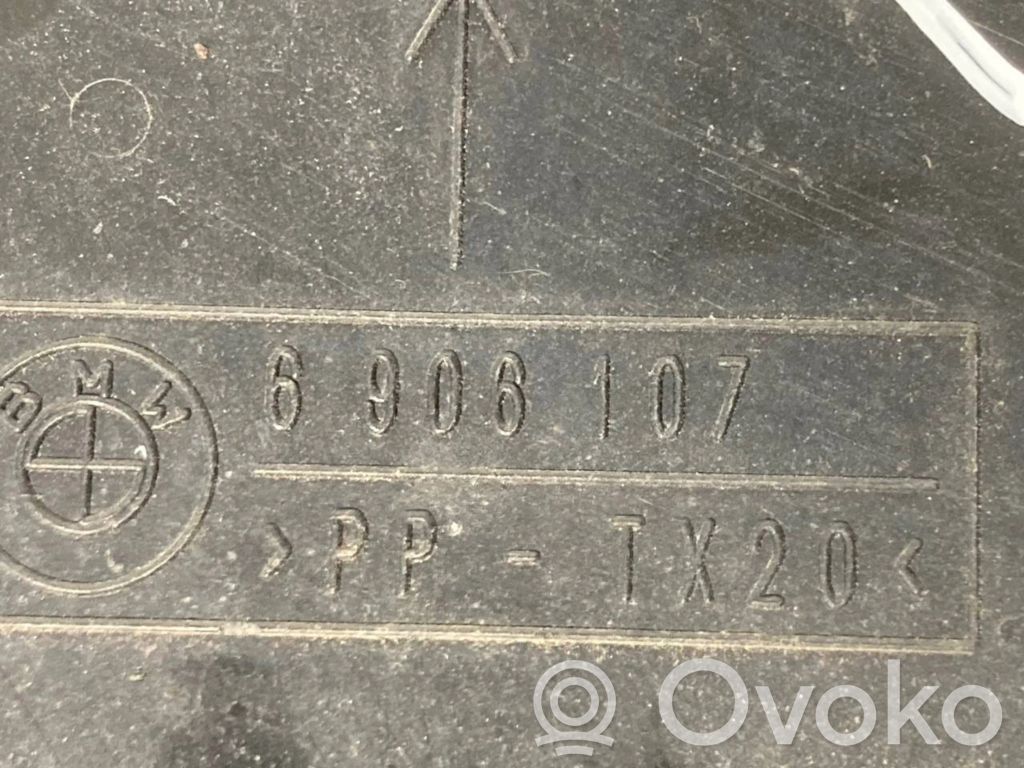 BMW
6 906 107
>PP - TX20<
Ovoko